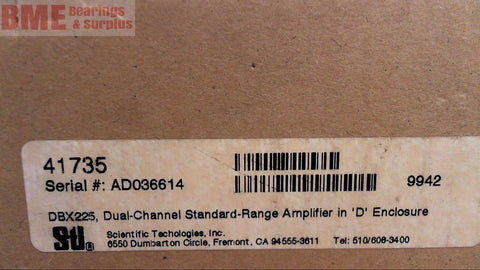 BME Bearings
& Surplus
41735
Serial #: AD036614
9942
DBX225, Dual-Channel Standard-Range Amplifier in 'D' Enclosure
STI
Scientific Techologies, Inc.
6550 Dumbarton Circle, Fremont, CA 94555-3611 Tel: 510/608-3400